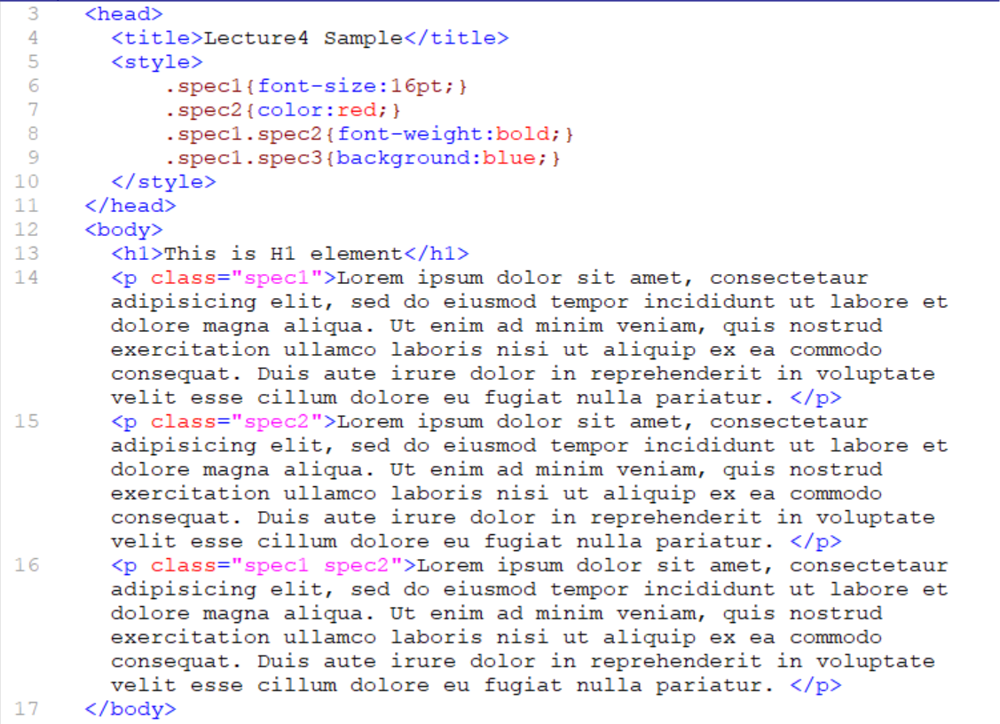 3 <head>
4 <title>Lecture4 Sample</title>
5 <style>
6 .spec1{font-size:16pt;}
7 .spec2{color:red;}
8 .spec1.spec2{font-weight:bold;}
9 .spec1.spec3{background:blue;}
10 </style>
11 </head>
12 <body>
13 <h1>This is H1 element</h1>
14 <p class="spec1">Lorem ipsum dolor sit amet, consectetaur
adipisicing elit, sed do eiusmod tempor incididunt ut labore et
dolore magna aliqua. Ut enim ad minim veniam, quis nostrud
exercitation ullamco laboris nisi ut aliquip ex ea commodo
consequat. Duis aute irure dolor in reprehenderit in voluptate
velit esse cillum dolore eu fugiat nulla pariatur. </p>
15 <p class="spec2">Lorem ipsum dolor sit amet, consectetaur
adipisicing elit, sed do eiusmod tempor incididunt ut labore et
dolore magna aliqua. Ut enim ad minim veniam, quis nostrud
exercitation ullamco laboris nisi ut aliquip ex ea commodo
consequat. Duis aute irure dolor in reprehenderit in voluptate
velit esse cillum dolore eu fugiat nulla pariatur. </p>
16 <p class="spec1 spec2">Lorem ipsum dolor sit amet, consectetaur
adipisicing elit, sed do eiusmod tempor incididunt ut labore et
dolore magna aliqua. Ut enim ad minim veniam, quis nostrud
exercitation ullamco laboris nisi ut aliquip ex ea commodo
consequat. Duis aute irure dolor in reprehenderit in voluptate
velit esse cillum dolore eu fugiat nulla pariatur. </p>
17 </body>